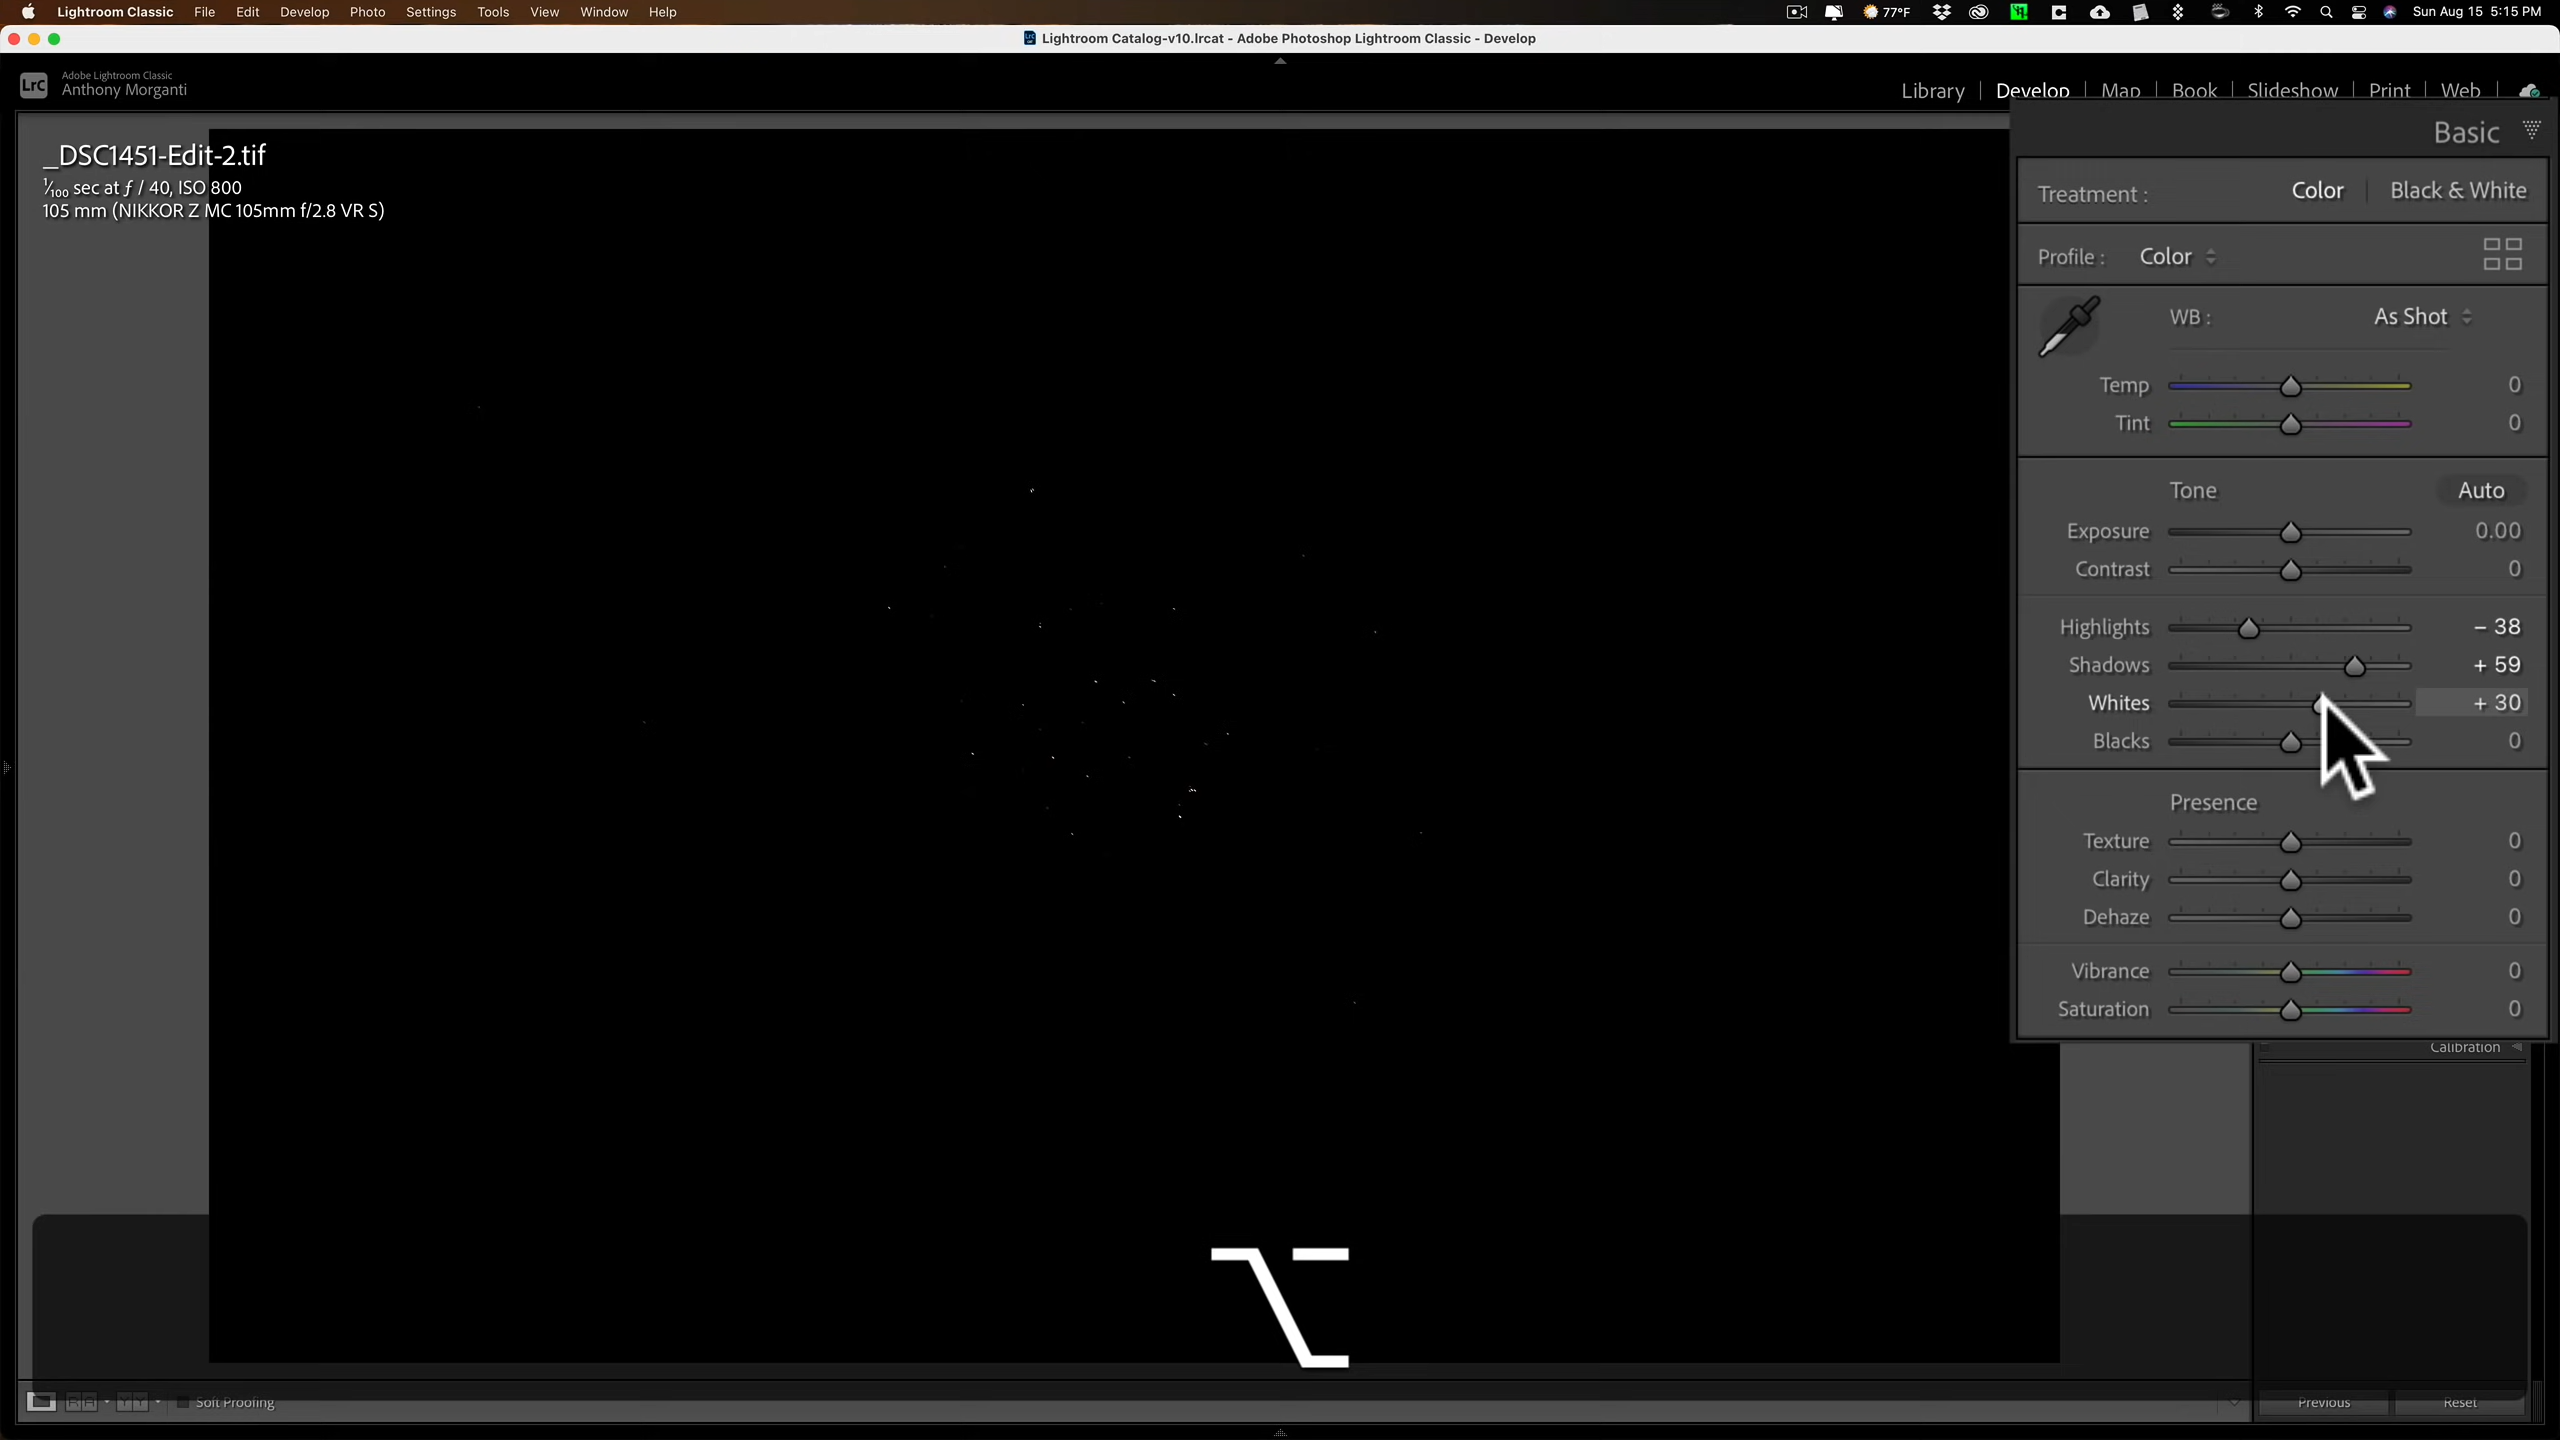 Lightroom Classic File Edit Develop Photo Settings Tools View Window Help 77°F Sun Aug 15 5:15 PM
Lightroom Catalog-v10.lrcat - Adobe Photoshop Lightroom Classic - Develop
LrC Adobe Lightroom Classic
Anthony Morganti
Library | Develop | Map | Book | Slideshow | Print | Web
_DSC1451-Edit-2.tif
1/100 sec at ƒ / 40, ISO 800
105 mm (NIKKOR Z MC 105mm f/2.8 VR S)
Basic
Treatment : Color | Black & White
Profile : Color
WB : As Shot
Temp 0
Tint 0
Tone Auto
Exposure 0.00
Contrast 0
Highlights – 38
Shadows + 59
Whites + 30
Blacks 0
Presence
Texture 0
Clarity 0
Dehaze 0
Vibrance 0
Saturation 0
Calibration
⌥
RA YY Soft Proofing Previous Reset